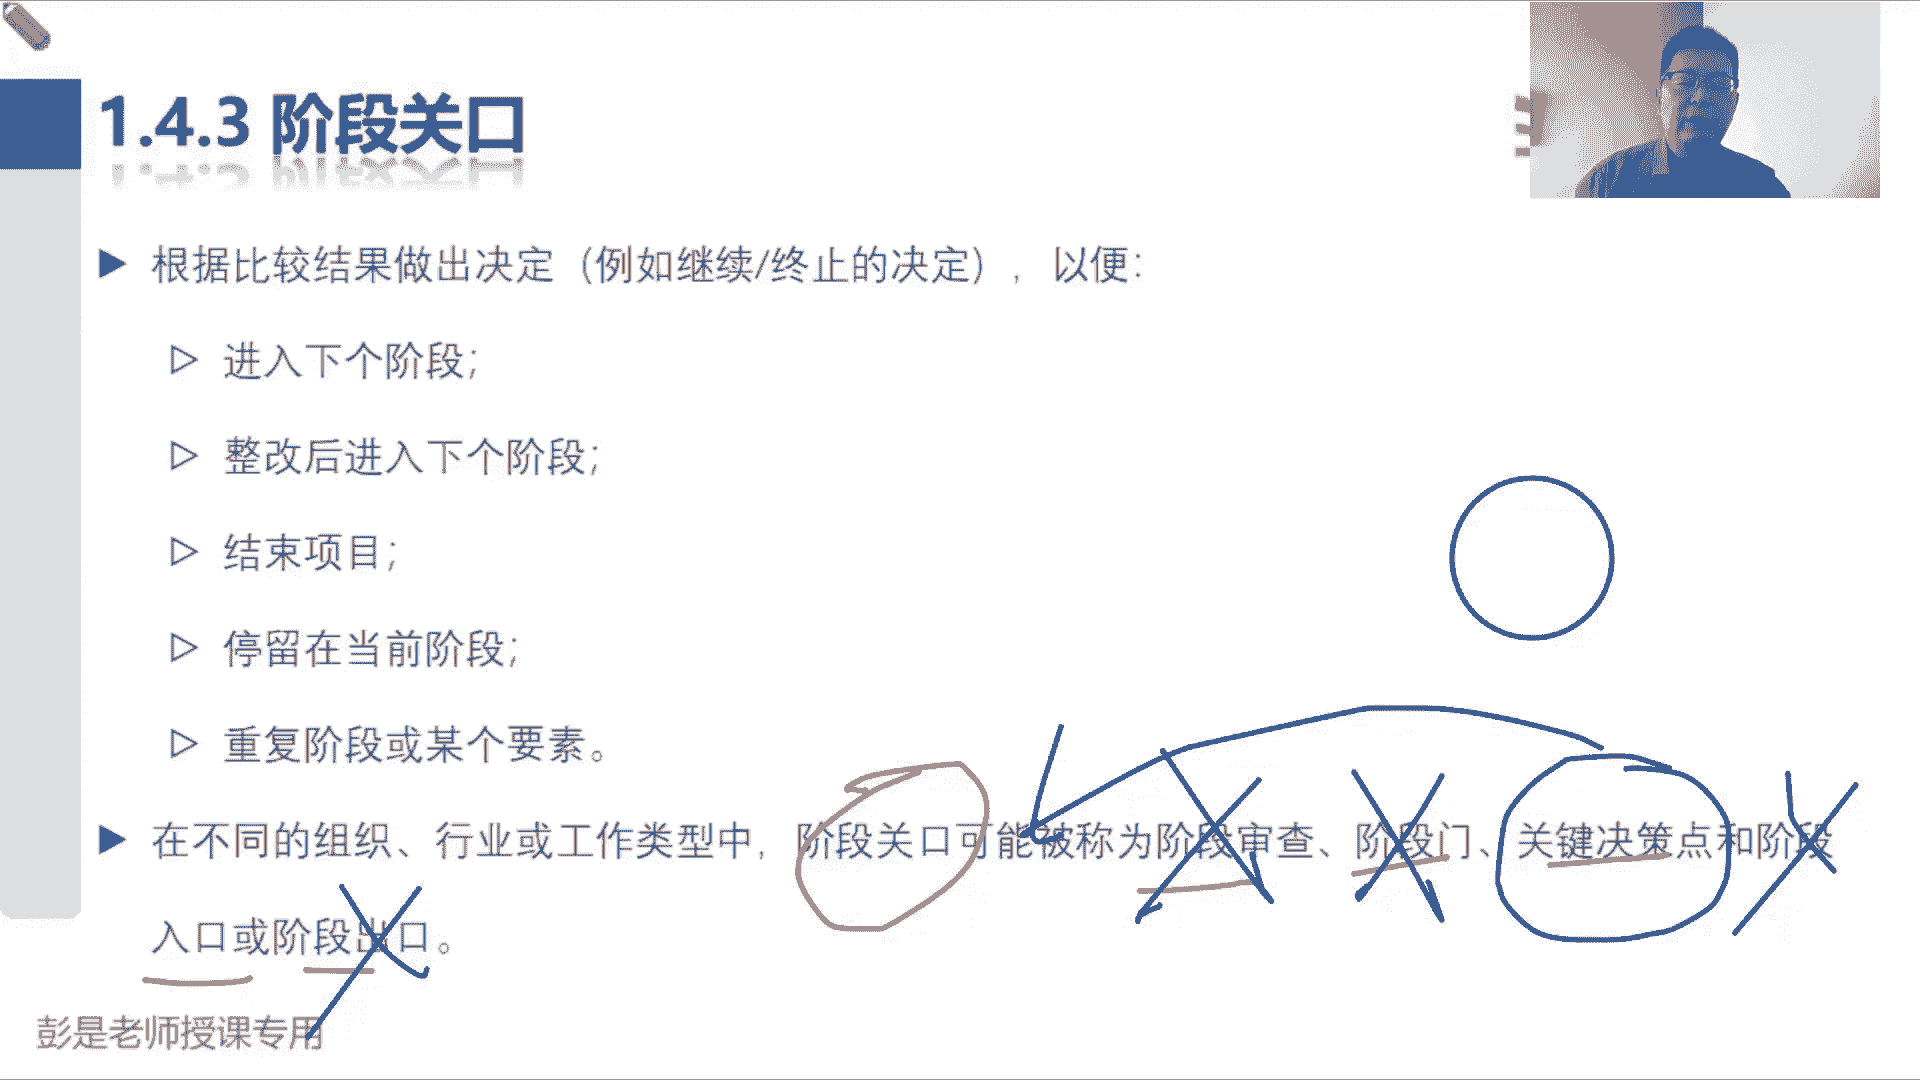 1.4.3 阶段关口
根据比较结果做出决定（例如继续/终止的决定），以便：
进入下个阶段；
整改后进入下个阶段；
结束项目；
停留在当前阶段；
重复阶段或某个要素。
在不同的组织、行业或工作类型中，阶段关口可能被称为阶段审查、阶段门、关键决策点和阶段
入口或阶段出口。
彭是老师授课专用